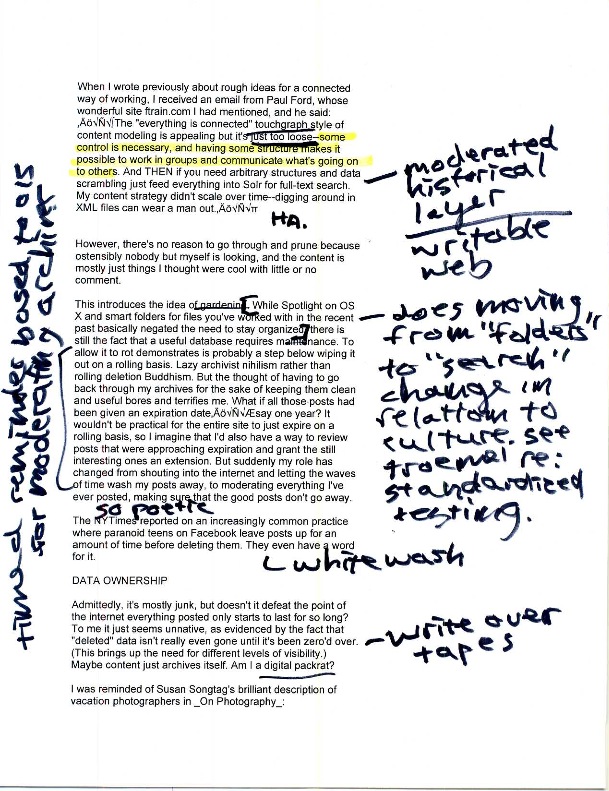 When I wrote previously about rough ideas for a connected
way of working, I received an email from Paul Ford, whose
wonderful site ftrain.com I had mentioned, and he said:
‚Äö√Ñ√∫The "everything is connected" touchgraph style of
content modeling is appealing but it's just too loose--some
control is necessary, and having some structure makes it
possible to work in groups and communicate what's going on
to others. And THEN if you need arbitrary structures and data
scrambling just feed everything into Solr for full-text search.
My content strategy didn't scale over time--digging around in
XML files can wear a man out.‚Äö√Ñ√π
HA.
moderated
historical
layer
writable
web
However, there's no reason to go through and prune because
ostensibly nobody but myself is looking, and the content is
mostly just things I thought were cool with little or no
comment.
This introduces the idea of gardening. While Spotlight on OS
X and smart folders for files you've worked with in the recent
past basically negated the need to stay organized, there is
still the fact that a useful database requires maintenance. To
allow it to rot demonstrates is probably a step below wiping it
out on a rolling basis. Lazy archival nihilism rather than
rolling deletion Buddhism. But the thought of having to go
back through my archives for the sake of keeping them clean
and useful bores and terrifies me. What if all those posts had
been given an expiration date‚Äö√Ñ√Æsay one year? It
wouldn't be practical for the entire site to just expire on a
rolling basis, so I imagine that I'd also have a way to review
posts that were approaching expiration and grant the still
interesting ones an extension. But suddenly my role has
changed from shouting into the internet and letting the waves
of time wash my posts away, to moderating everything I've
ever posted, making sure that the good posts don't go away.
so poetic
does moving
from "folders"
to "search"
change in
relation to
culture. see
re:
standardized
testing.
timed reminder based tools
for moderating archives
The NYTimes reported on an increasingly common practice
where paranoid teens on Facebook leave posts up for an
amount of time before deleting them. They even have a word
for it.
whitewash
DATA OWNERSHIP
Admittedly, it's mostly junk, but doesn't it defeat the point of
the internet everything posted only starts to last for so long?
To me it just seems unnative, as evidenced by the fact that
"deleted" data isn't really even gone until it's been zero'd over.
(This brings up the need for different levels of visibility.)
Maybe content just archives itself. Am I a digital packrat?
write over
tapes
I was reminded of Susan Songtag's brilliant description of
vacation photographers in _On Photography_: